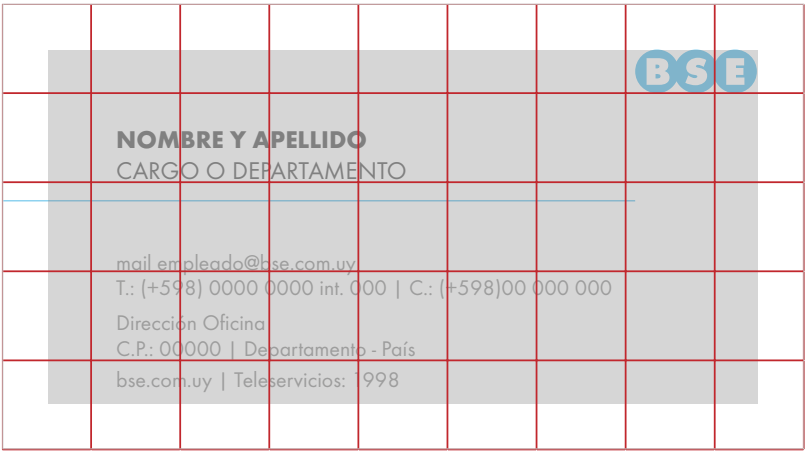 BSE
NOMBRE Y APELLIDO
CARGO O DEPARTAMENTO
mail empleado@bse.com.uy
T.: (+598) 0000 0000 int. 000 | C.: (+598)00 000 000
Dirección Oficina
C.P.: 00000 | Departamento - País
bse.com.uy | Teleservicios: 1998